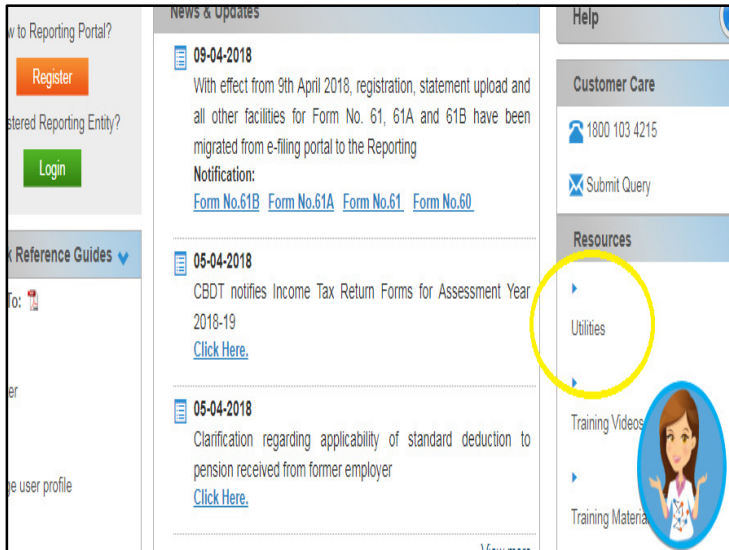 w to Reporting Portal?
Register
stered Reporting Entity?
Login
x Reference Guides
To:
er
ge user profile
News & Updates
09-04-2018
With effect from 9th April 2018, registration, statement upload and
all other facilities for Form No. 61, 61A and 61B have been
migrated from e-filing portal to the Reporting
Notification:
Form No.61B Form No.61A Form No.61 Form No.60
05-04-2018
CBDT notifies Income Tax Return Forms for Assessment Year
2018-19
Click Here.
05-04-2018
Clarification regarding applicability of standard deduction to
pension received from former employer
Click Here.
View more
Help
Customer Care
1800 103 4215
Submit Query
Resources
Utilities
Training Videos
Training Materia